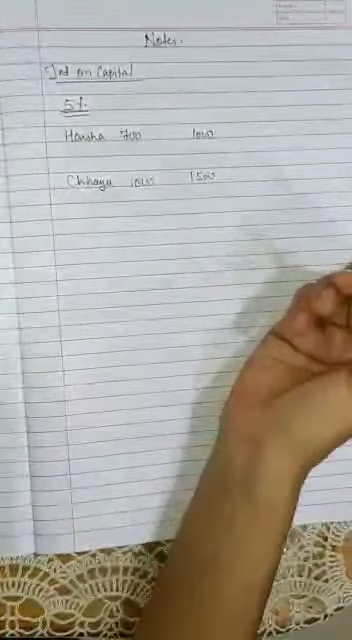 Notes.
Int on Capital
5%
Harsha 700 1000
Chhaya 1000 1500